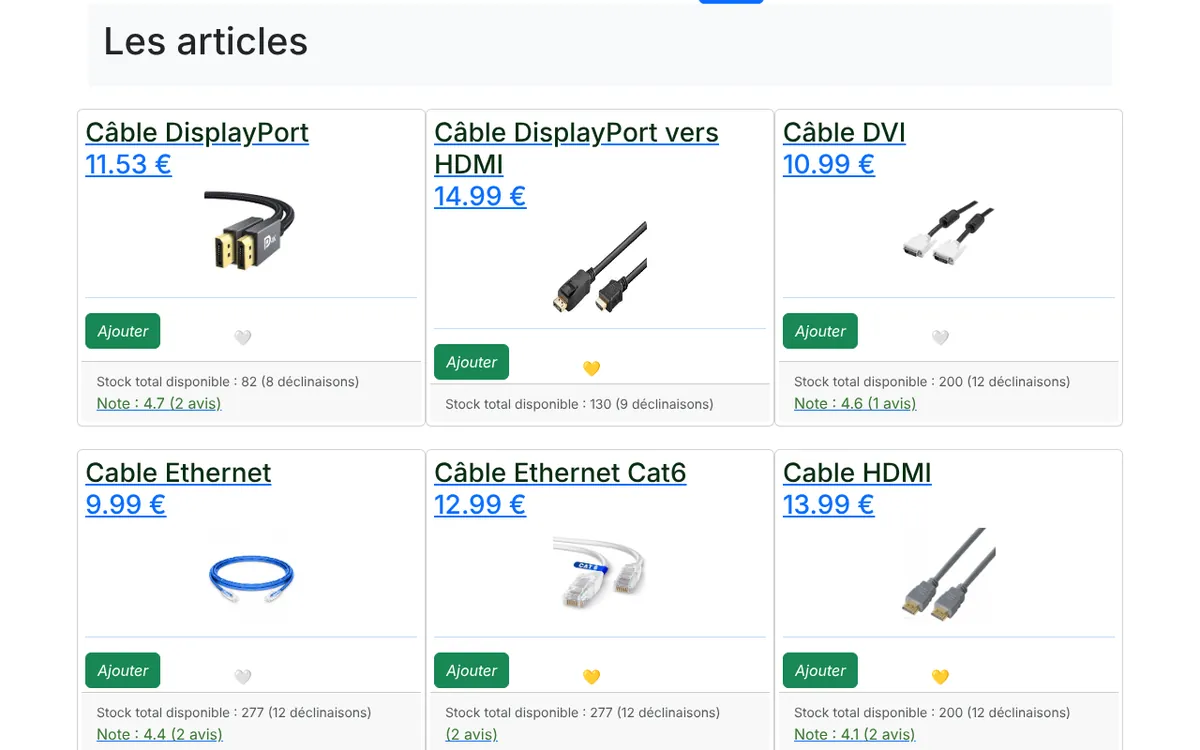 Les articles
Câble DisplayPort
11.53 €
Ajouter
Stock total disponible : 82 (8 déclinaisons)
Note : 4.7 (2 avis)
Câble DisplayPort vers
HDMI
14.99 €
Ajouter
Stock total disponible : 130 (9 déclinaisons)
Câble DVI
10.99 €
Ajouter
Stock total disponible : 200 (12 déclinaisons)
Note : 4.6 (1 avis)
Cable Ethernet
9.99 €
Ajouter
Stock total disponible : 277 (12 déclinaisons)
Note : 4.4 (2 avis)
Câble Ethernet Cat6
12.99 €
CAT 6
Ajouter
Stock total disponible : 277 (12 déclinaisons)
(2 avis)
Cable HDMI
13.99 €
Ajouter
Stock total disponible : 200 (12 déclinaisons)
Note : 4.1 (2 avis)